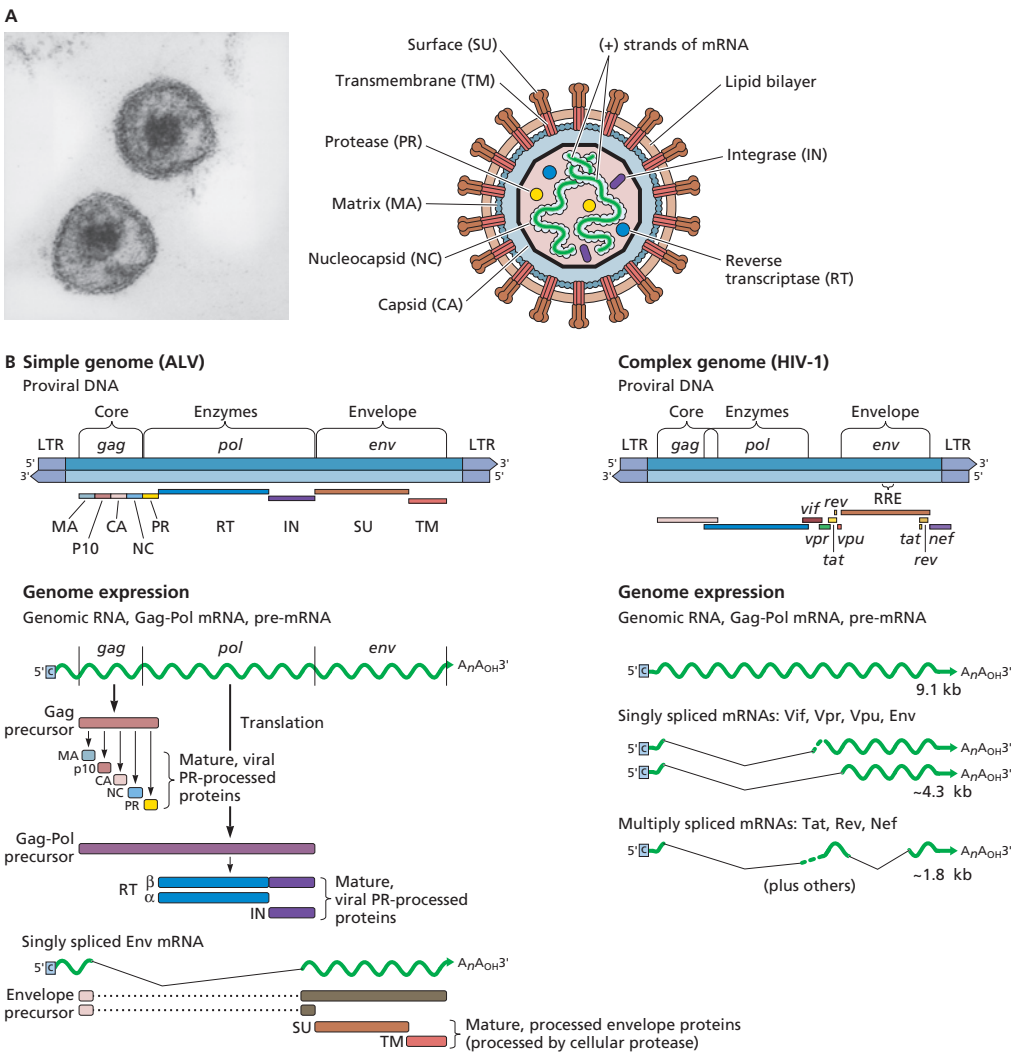 A
Surface (SU)
(+) strands of mRNA
Transmembrane (TM)
Lipid bilayer
Protease (PR)
Integrase (IN)
Matrix (MA)
Nucleocapsid (NC)
Reverse
transcriptase (RT)
Capsid (CA)
B Simple genome (ALV)
Proviral DNA
Core Enzymes Envelope
LTR gag pol env LTR
5' 3'
3' 5'
MA CA PR RT IN SU TM
P10 NC
Genome expression
Genomic RNA, Gag-Pol mRNA, pre-mRNA
gag pol env
5' C AnAOH3'
Gag
precursor
Translation
MA
p10
CA
NC
PR
Mature, viral
PR-processed
proteins
Gag-Pol
precursor
RT β
α
IN
Mature,
viral PR-processed
proteins
Singly spliced Env mRNA
5' C AnAOH3'
Envelope
precursor
SU
TM
Mature, processed envelope proteins
(processed by cellular protease)
Complex genome (HIV-1)
Proviral DNA
Core Enzymes Envelope
LTR gag pol env LTR
5' 3'
3' 5'
RRE
vif rev
vpr vpu tat nef
tat rev
Genome expression
Genomic RNA, Gag-Pol mRNA, pre-mRNA
5' C AnAOH3'
9.1 kb
Singly spliced mRNAs: Vif, Vpr, Vpu, Env
5' C AnAOH3'
5' C AnAOH3'
~4.3 kb
Multiply spliced mRNAs: Tat, Rev, Nef
5' C AnAOH3'
(plus others)
~1.8 kb